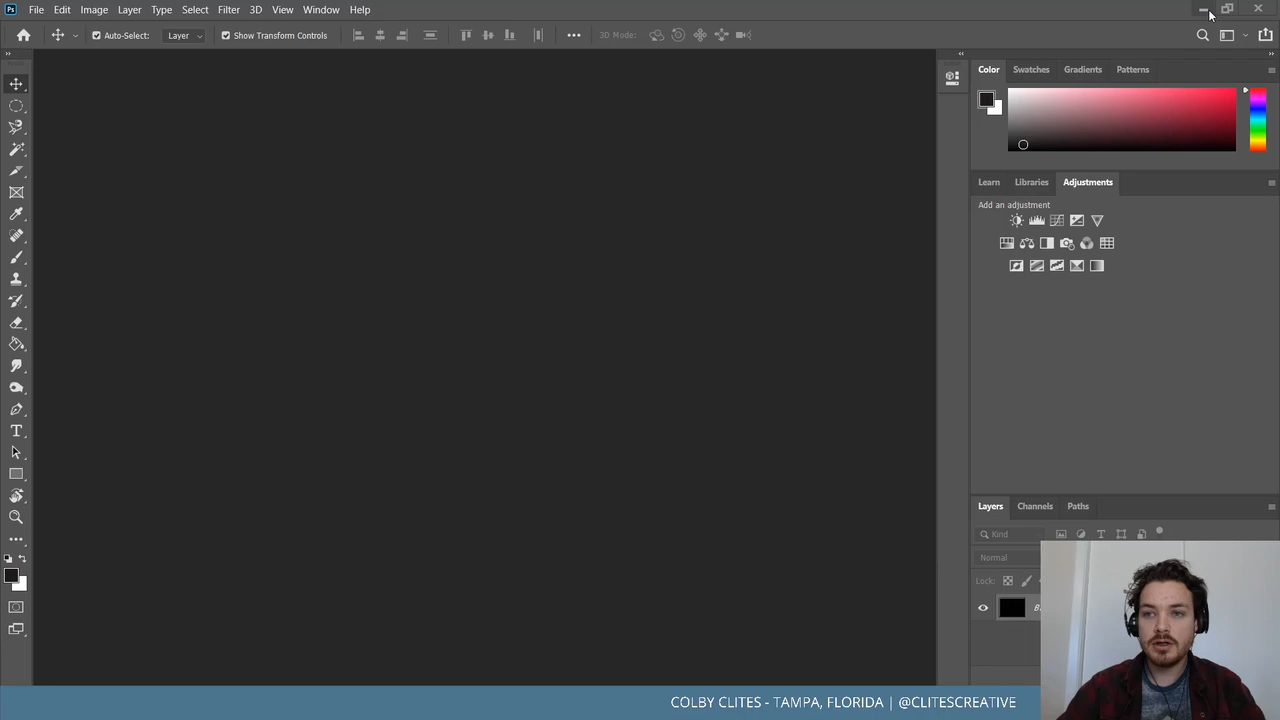 Ps File Edit Image Layer Type Select Filter 3D View Window Help
Auto-Select: Layer Show Transform Controls 3D Mode:
Color Swatches Gradients Patterns
Learn Libraries Adjustments
Add an adjustment
Layers Channels Paths
Kind
Normal
Lock:
COLBY CLITES - TAMPA, FLORIDA | @CLITESCREATIVE